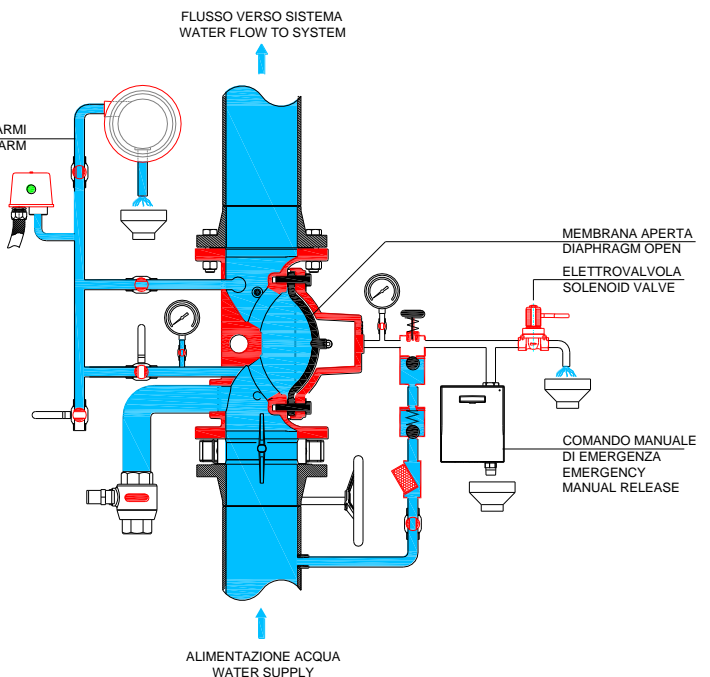 FLUSSO VERSO SISTEMA
WATER FLOW TO SYSTEM
ARMI
ARM
MEMBRANA APERTA
DIAPHRAGM OPEN
ELETTROVALVOLA
SOLENOID VALVE
COMANDO MANUALE
DI EMERGENZA
EMERGENCY
MANUAL RELEASE
ALIMENTAZIONE ACQUA
WATER SUPPLY